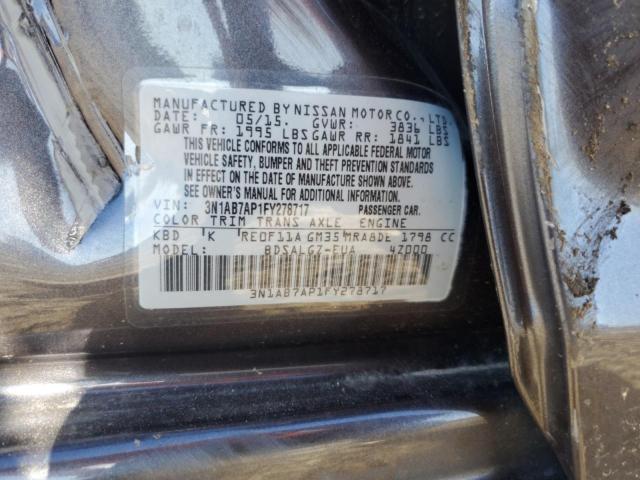 MANUFACTURED BY NISSAN MOTOR CO., LTD.
DATE: 05/15. GVWR: 3836 LBS
GAWR FR: 1995 LBS GAWR RR: 1841 LBS
THIS VEHICLE CONFORMS TO ALL APPLICABLE FEDERAL MOTOR
VEHICLE SAFETY, BUMPER AND THEFT PREVENTION STANDARDS
IN EFFECT ON THE DATE OF MANUFACTURE SHOWN ABOVE.
SEE OWNER'S MANUAL FOR ADDITIONAL INFORMATION.
VIN: 3N1AB7AP1FY278717 PASSENGER CAR.
COLOR TRIM TRANS AXLE ENGINE
KBD K RE0F11A GM35 MRA8DE 1798 CC
MODEL: BDSALG7-EUA 4Z000
3N1AB7AP1FY278717